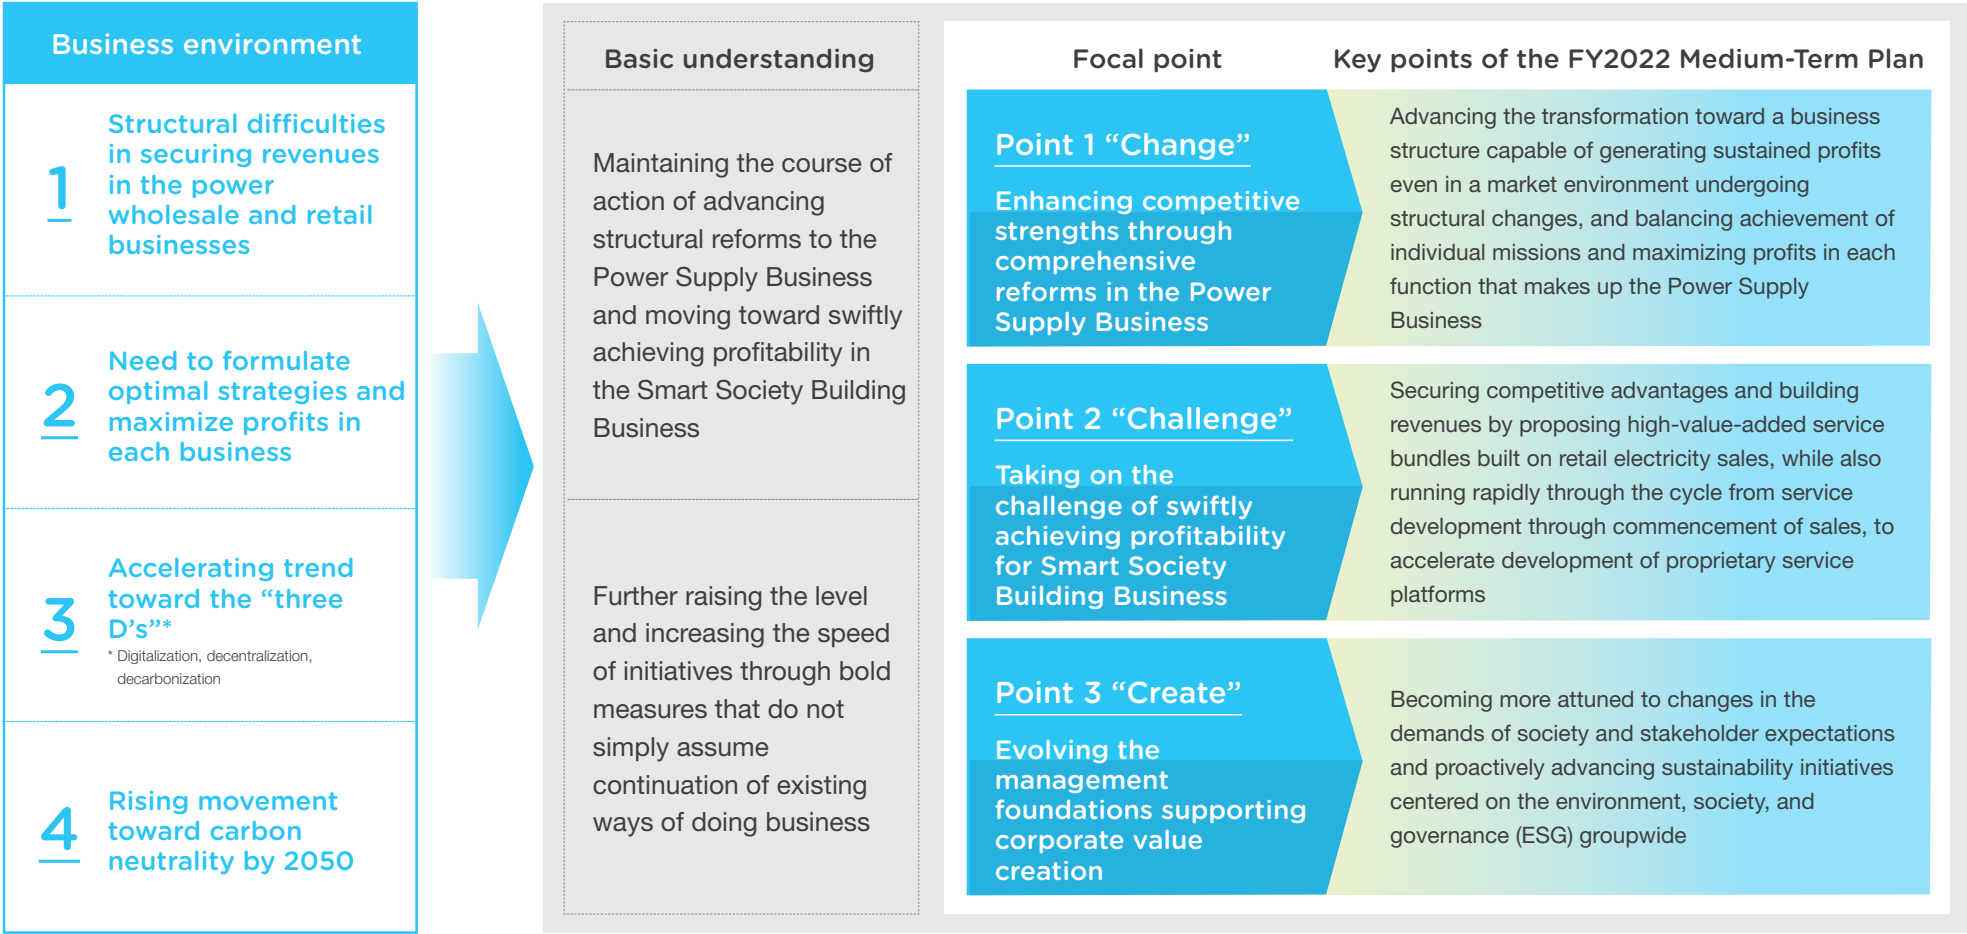 Business environment
1
Structural difficulties
in securing revenues
in the power
wholesale and retail
businesses
2
Need to formulate
optimal strategies and
maximize profits in
each business
3
Accelerating trend
toward the “three
D’s”*
* Digitalization, decentralization,
decarbonization
4
Rising movement
toward carbon
neutrality by 2050
Basic understanding
Maintaining the course of
action of advancing
structural reforms to the
Power Supply Business
and moving toward swiftly
achieving profitability in
the Smart Society Building
Business
Further raising the level
and increasing the speed
of initiatives through bold
measures that do not
simply assume
continuation of existing
ways of doing business
Focal point
Key points of the FY2022 Medium-Term Plan
Point 1 “Change”
Enhancing competitive
strengths through
comprehensive
reforms in the Power
Supply Business
Advancing the transformation toward a business
structure capable of generating sustained profits
even in a market environment undergoing
structural changes, and balancing achievement of
individual missions and maximizing profits in each
function that makes up the Power Supply
Business
Point 2 “Challenge”
Taking on the
challenge of swiftly
achieving profitability
for Smart Society
Building Business
Securing competitive advantages and building
revenues by proposing high-value-added service
bundles built on retail electricity sales, while also
running rapidly through the cycle from service
development through commencement of sales, to
accelerate development of proprietary service
platforms
Point 3 “Create”
Evolving the
management
foundations supporting
corporate value
creation
Becoming more attuned to changes in the
demands of society and stakeholder expectations
and proactively advancing sustainability initiatives
centered on the environment, society, and
governance (ESG) groupwide